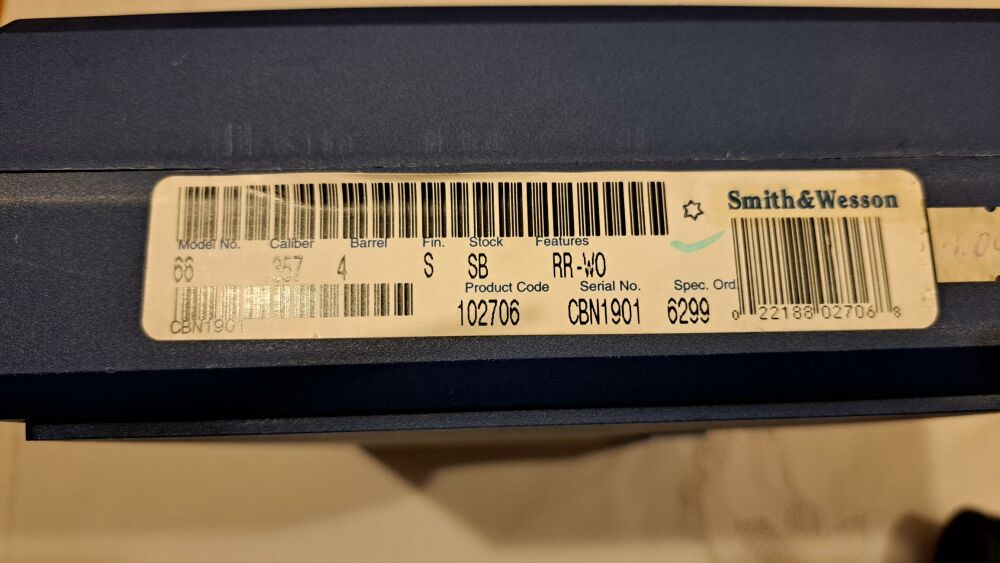 Smith&Wesson
Model No. Caliber Barrel Fin. Stock Features
66 .357 4 S SB RR-WO
Product Code Serial No. Spec. Ord.
102706 CBN1901 6299
CBN1901
0 22188 02706 8